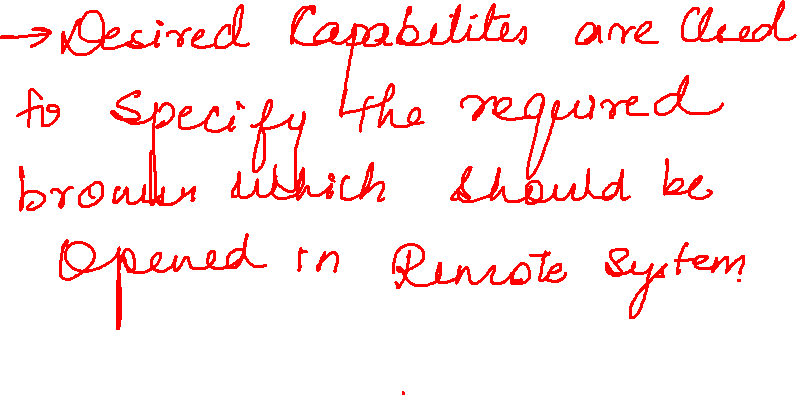 → Desired Capabilites are Used
to Specify the required
browser which should be
Opened in Remote System